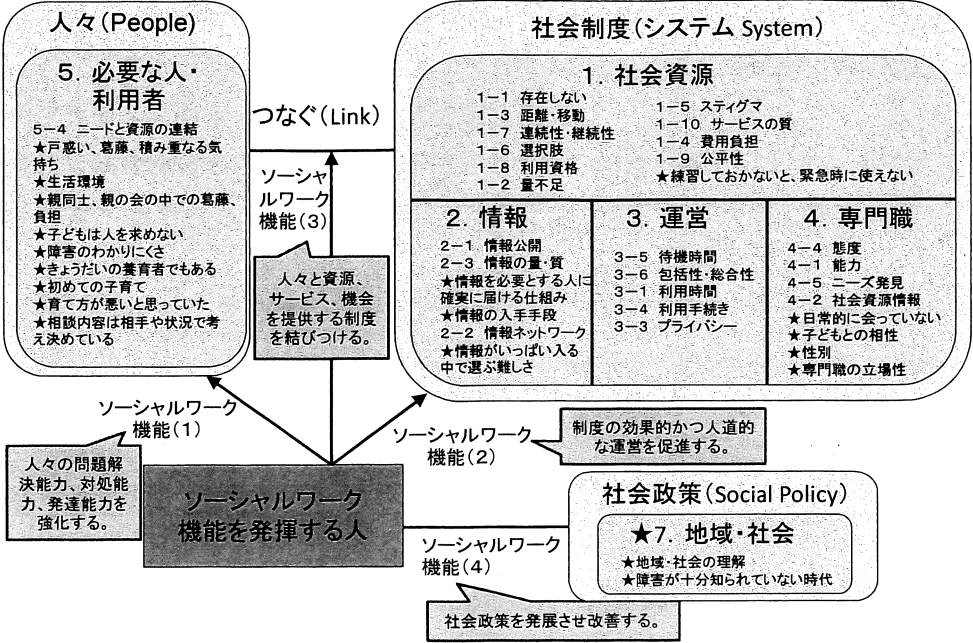 人々(People)
5. 必要な人・
利用者
5-4 ニードと資源の連結
★戸惑い、葛藤、積み重なる気
持ち
★生活環境
★親同士、親の会の中での葛藤、
負担
★子どもは人を求めない
★障害のわかりにくさ
★きょうだいの養育者でもある
★初めての子育て
★育て方が悪いと思っていた
★相談内容は相手や状況で考
え決めている
つなぐ(Link)
ソーシャ
ルワーク
機能(3)
人々と資源、
サービス、機会
を提供する制度
を結びつける。
社会制度(システム System)
1. 社会資源
1-1 存在しない
1-3 距離・移動
1-7 連続性・継続性
1-6 選択肢
1-8 利用資格
1-2 量不足
1-5 スティグマ
1-10 サービスの質
1-4 費用負担
1-9 公平性
★練習しておかないと、緊急時に使えない
2. 情報
2-1 情報公開
2-3 情報の量・質
★情報を必要とする人に
確実に届ける仕組み
★情報の入手手段
2-2 情報ネットワーク
★情報がいっぱい入る
中で選ぶ難しさ
3. 運営
3-5 待機時間
3-6 包括性・総合性
3-1 利用時間
3-4 利用手続き
3-3 プライバシー
4. 専門職
4-4 態度
4-1 能力
4-5 ニーズ発見
4-2 社会資源情報
★日常的に会っていない
★子どもとの相性
★性別
★専門職の立場性
ソーシャルワーク
機能(1)
人々の問題解
決能力、対処能
力、発達能力を
強化する。
ソーシャルワーク
機能(2)
制度の効果的かつ人道的
な運営を促進する。
ソーシャルワーク
機能を発揮する人
ソーシャルワーク
機能(4)
社会政策を発展させ改善する。
社会政策(Social Policy)
★7. 地域・社会
★地域・社会の理解
★障害が十分知られていない時代